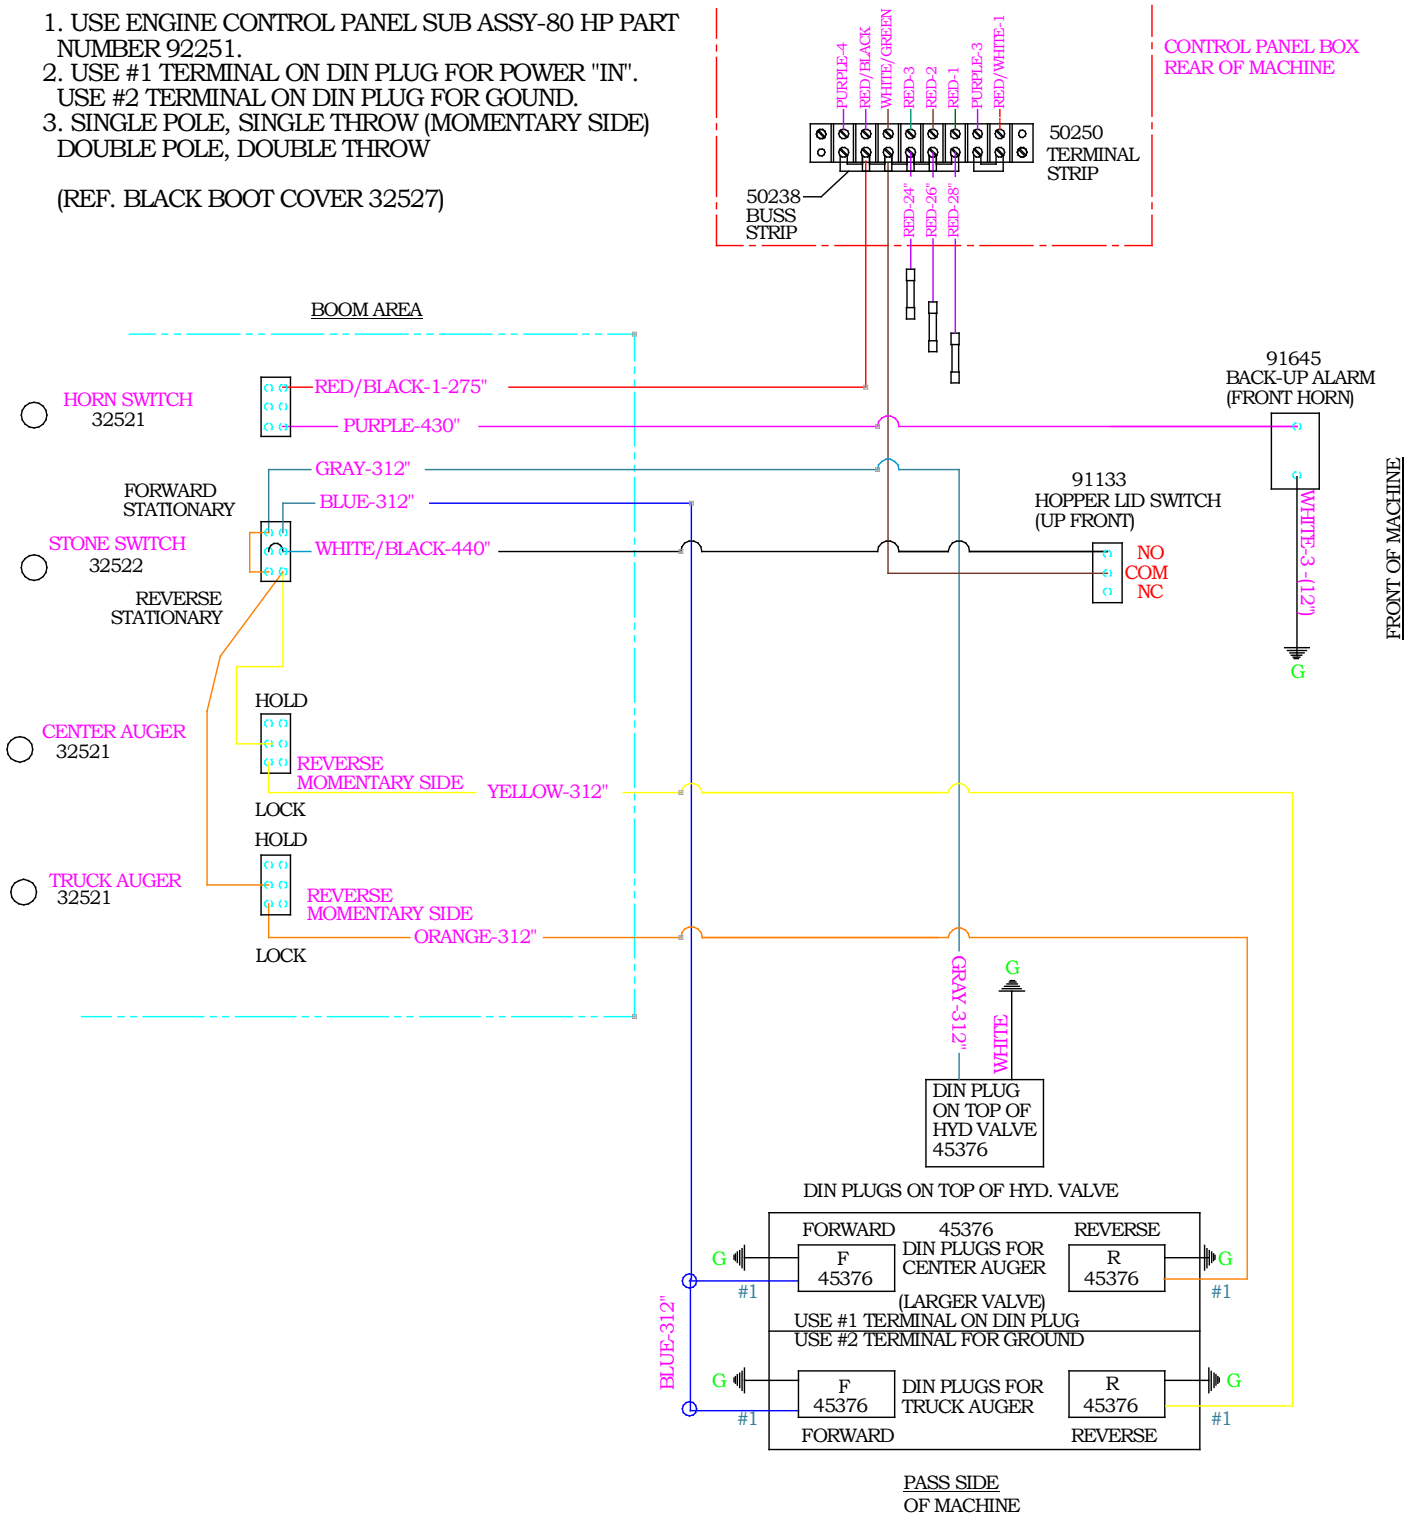 1. USE ENGINE CONTROL PANEL SUB ASSY-80 HP PART
NUMBER 92251.
2. USE #1 TERMINAL ON DIN PLUG FOR POWER "IN".
USE #2 TERMINAL ON DIN PLUG FOR GOUND.
3. SINGLE POLE, SINGLE THROW (MOMENTARY SIDE)
DOUBLE POLE, DOUBLE THROW
(REF. BLACK BOOT COVER 32527)
PURPLE-4
RED/BLACK
WHITE/GREEN
RED-3
RED-2
RED-1
PURPLE-3
RED/WHITE-1
CONTROL PANEL BOX
REAR OF MACHINE
50250
TERMINAL
STRIP
50238
BUSS
STRIP
RED-24"
RED-26"
RED-28"
BOOM AREA
HORN SWITCH
32521
RED/BLACK-1-275"
PURPLE-430"
91645
BACK-UP ALARM
(FRONT HORN)
WHITE-3 -(12")
G
FRONT OF MACHINE
GRAY-312"
BLUE-312"
FORWARD
STATIONARY
STONE SWITCH
32522
WHITE/BLACK-440"
REVERSE
STATIONARY
91133
HOPPER LID SWITCH
(UP FRONT)
NO
COM
NC
HOLD
CENTER AUGER
32521
REVERSE
MOMENTARY SIDE
YELLOW-312"
LOCK
HOLD
TRUCK AUGER
32521
REVERSE
MOMENTARY SIDE
ORANGE-312"
LOCK
GRAY-312"
G
WHITE
DIN PLUG
ON TOP OF
HYD VALVE
45376
DIN PLUGS ON TOP OF HYD. VALVE
FORWARD
45376
REVERSE
G
F
45376
DIN PLUGS FOR
CENTER AUGER
R
45376
G
#1
#1
(LARGER VALVE)
USE #1 TERMINAL ON DIN PLUG
USE #2 TERMINAL FOR GROUND
BLUE-312"
G
F
45376
DIN PLUGS FOR
TRUCK AUGER
R
45376
G
#1
#1
FORWARD
REVERSE
PASS SIDE
OF MACHINE